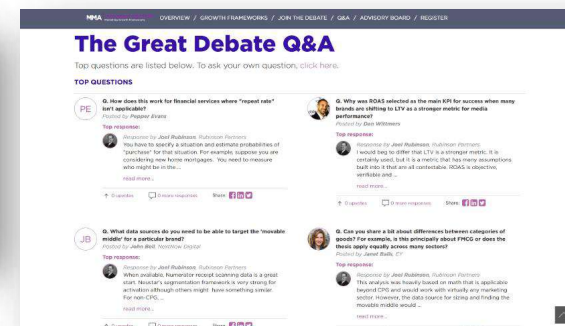 MMA
OVERVIEW / GROWTH FRAMEWORKS / JOIN THE DEBATE / Q&A / ADVISORY BOARD / REGISTER
The Great Debate Q&A
Top questions are listed below. To ask your own question, click here.
TOP QUESTIONS
PE
Q. How does this work for financial services where "repeat rate"
isn't applicable?
Posted by Pepper Evans
Top response:
Response by Joel Rubinson, Rubinson Partners
You have to specify a situation and estimate probabilities of
"purchase" for that situation. For example, suppose you are
considering new home mortgages. You need to measure
who might be in the ...
read more...
0 upvotes 0 more responses Share:
Q. Why was ROAS selected as the main KPI for success when many
brands are shifting to LTV as a stronger metric for media
performance?
Posted by Don Wittmers
Top response:
Response by Joel Rubinson, Rubinson Partners
I would beg to differ that LTV is a stronger metric. It is
certainly used, but it is a metric that has many assumptions
built into it that are all contestable. ROAS is objective,
verifiable and ...
read more...
0 upvotes 0 more responses Share:
JB
Q. What data sources do you need to be able to target the 'movable
middle' for a particular brand?
Posted by John Bell, NextNow Digital
Top response:
Response by Joel Rubinson, Rubinson Partners
When available, Numerator receipt scanning data is a great
start. Neustar's segmentation framework is very strong for
activation although others might have something similar.
For non-CPG, ...
read more...
0 upvotes 0 more responses Share:
Q. Can you share a bit about differences between categories of
goods? For example, is this principally about FMCG or does the
thesis apply equally across many sectors?
Posted by Janet Balis, EY
Top response:
Response by Joel Rubinson, Rubinson Partners
This analysis was heavily based on math that is applicable
beyond CPG and would work with virtually any marketing
sector. However, the data source for sizing and finding the
movable middle would ...
read more...